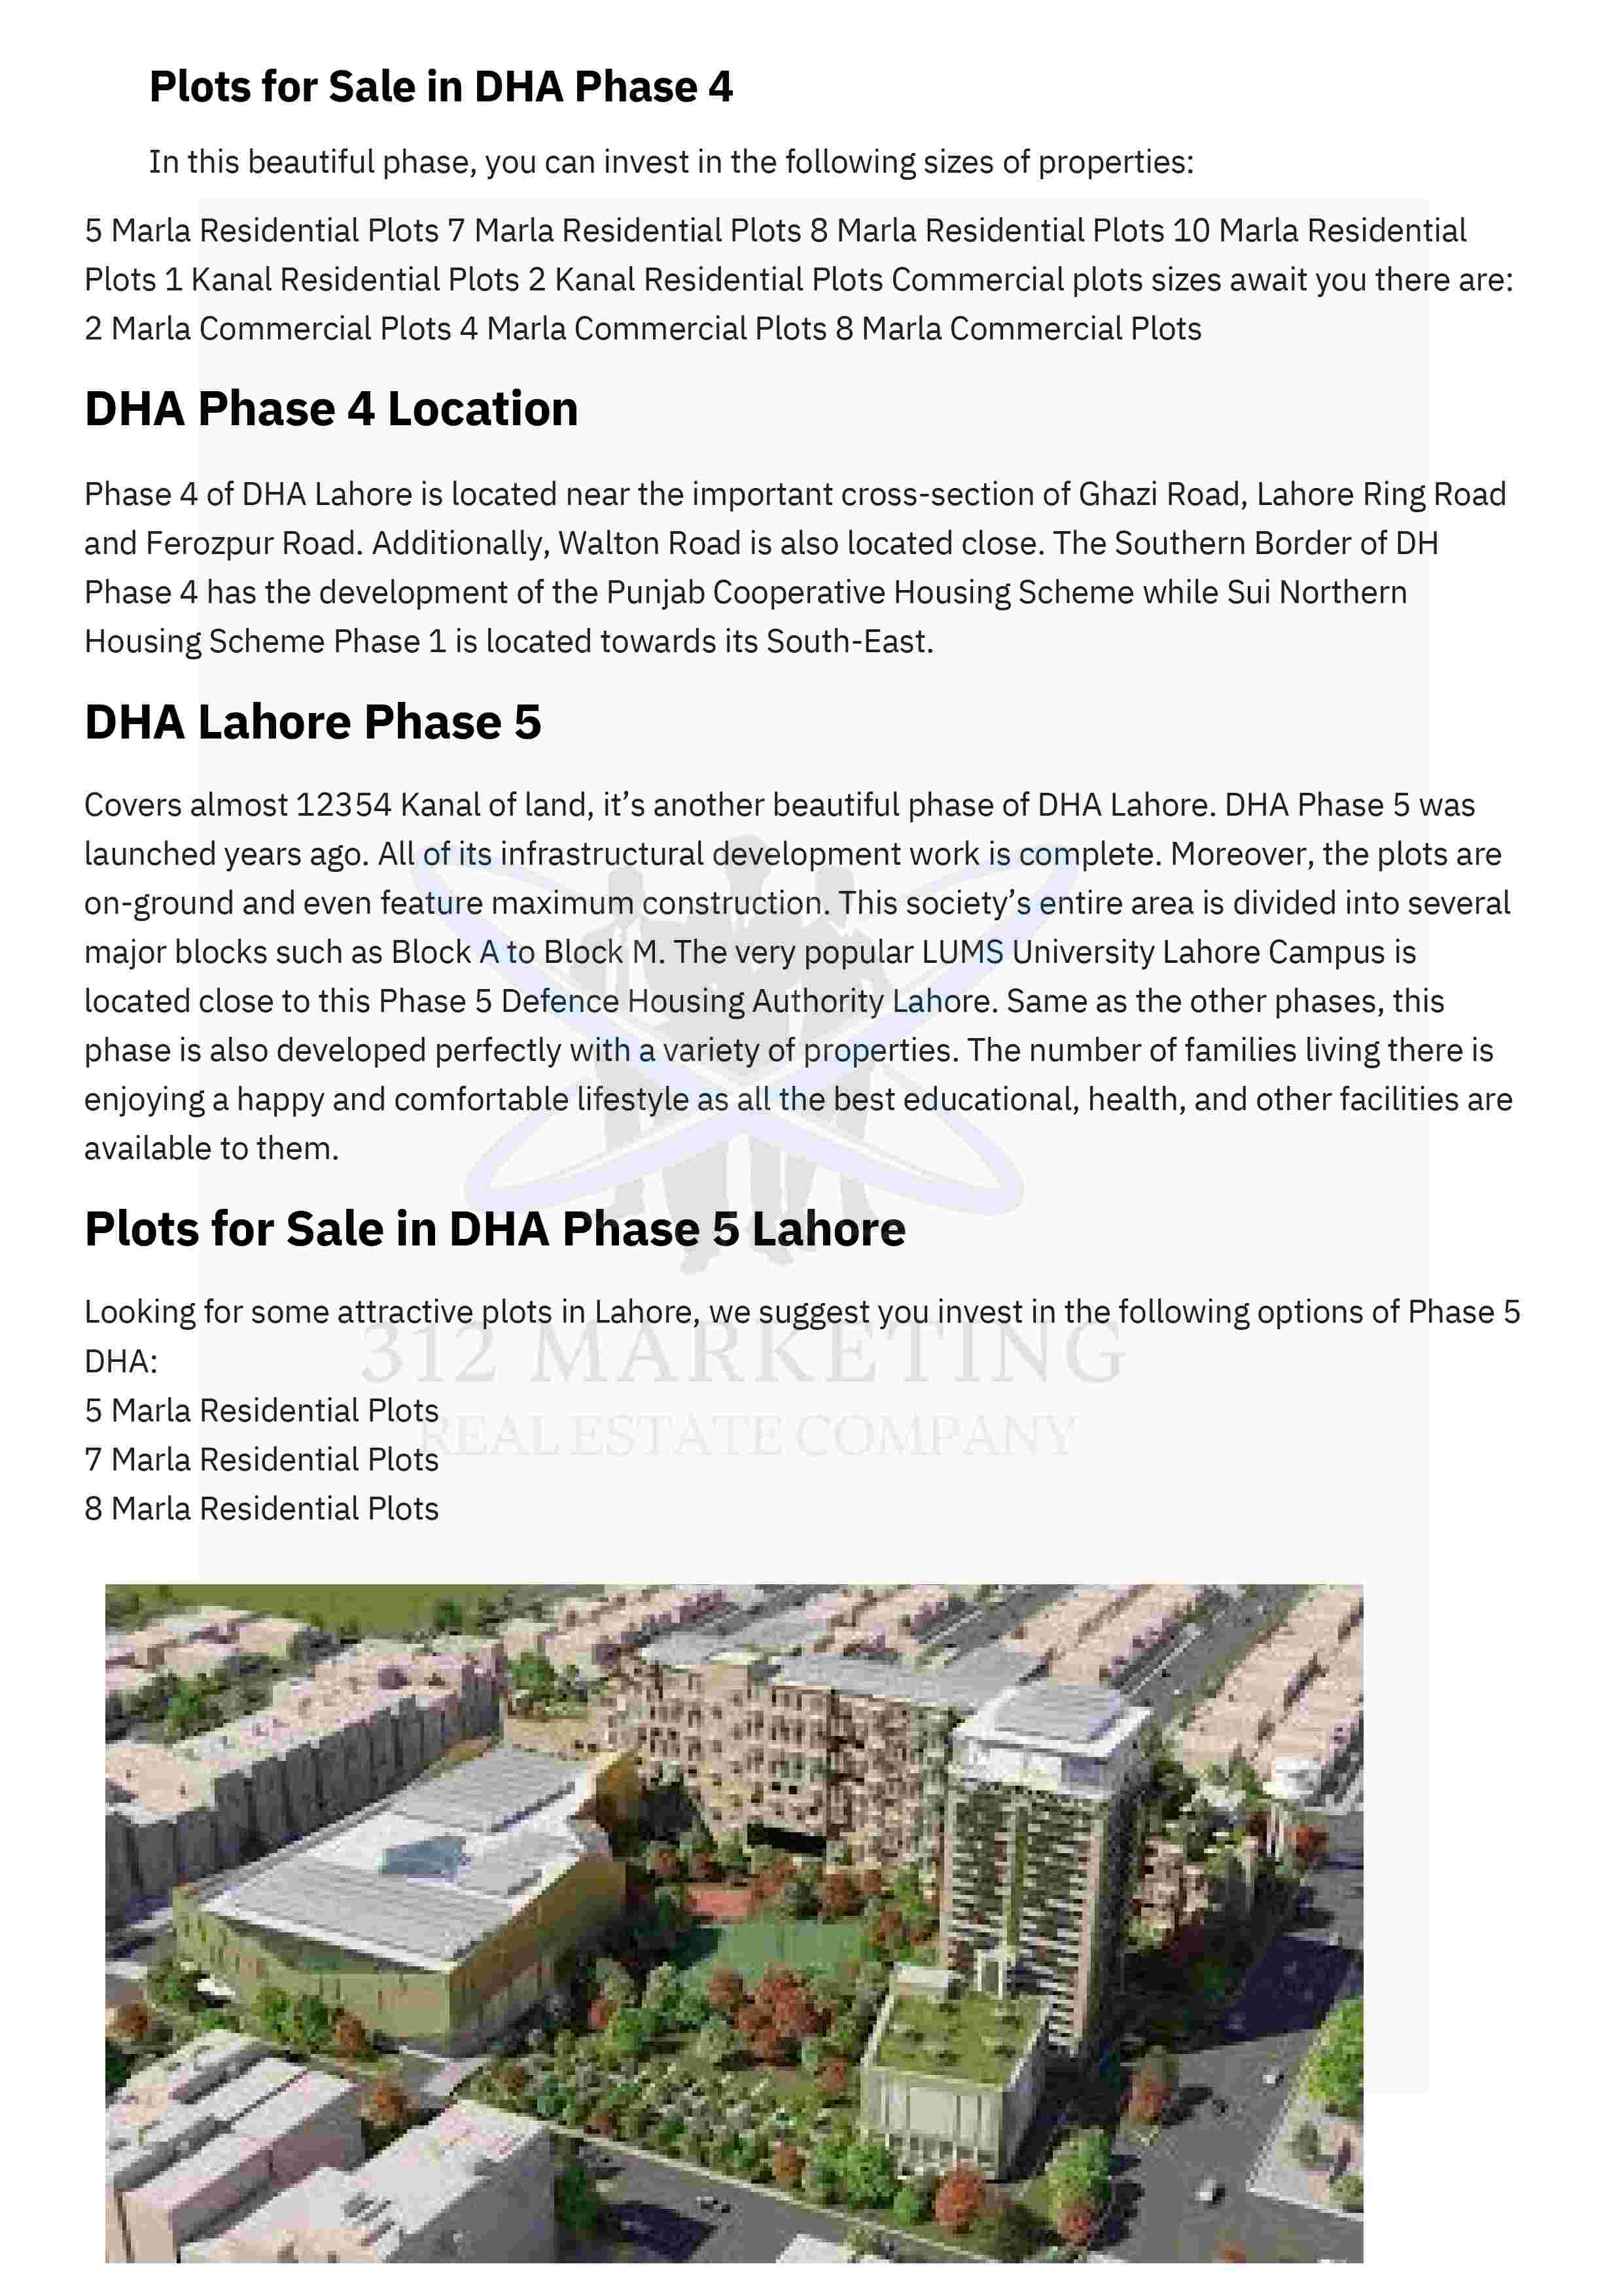 Plots for Sale in DHA Phase 4
In this beautiful phase, you can invest in the following sizes of properties:
5 Marla Residential Plots 7 Marla Residential Plots 8 Marla Residential Plots 10 Marla Residential
Plots 1 Kanal Residential Plots 2 Kanal Residential Plots Commercial plots sizes await you there are:
2 Marla Commercial Plots 4 Marla Commercial Plots 8 Marla Commercial Plots
DHA Phase 4 Location
Phase 4 of DHA Lahore is located near the important cross-section of Ghazi Road, Lahore Ring Road
and Ferozpur Road. Additionally, Walton Road is also located close. The Southern Border of DH
Phase 4 has the development of the Punjab Cooperative Housing Scheme while Sui Northern
Housing Scheme Phase 1 is located towards its South-East.
DHA Lahore Phase 5
Covers almost 12354 Kanal of land, it’s another beautiful phase of DHA Lahore. DHA Phase 5 was
launched years ago. All of its infrastructural development work is complete. Moreover, the plots are
on-ground and even feature maximum construction. This society’s entire area is divided into several
major blocks such as Block A to Block M. The very popular LUMS University Lahore Campus is
located close to this Phase 5 Defence Housing Authority Lahore. Same as the other phases, this
phase is also developed perfectly with a variety of properties. The number of families living there is
enjoying a happy and comfortable lifestyle as all the best educational, health, and other facilities are
available to them.
Plots for Sale in DHA Phase 5 Lahore
Looking for some attractive plots in Lahore, we suggest you invest in the following options of Phase 5
DHA:
312 MARKETING
5 Marla Residential Plots
REAL ESTATE COMPANY
7 Marla Residential Plots
8 Marla Residential Plots